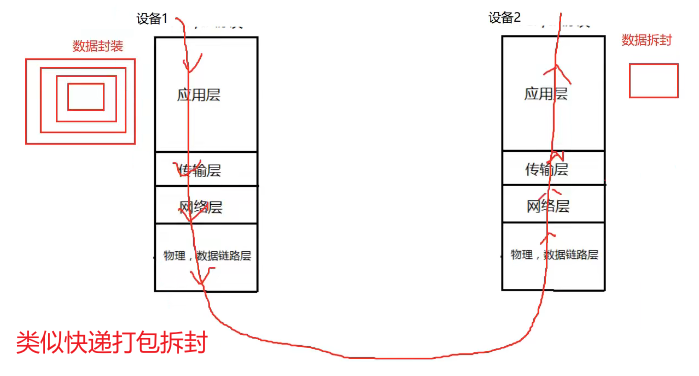 设备1
设备2
数据封装
数据拆封
应用层
应用层
传输层
传输层
网络层
网络层
物理，数据链路层
物理，数据链路层
类似快递打包拆封